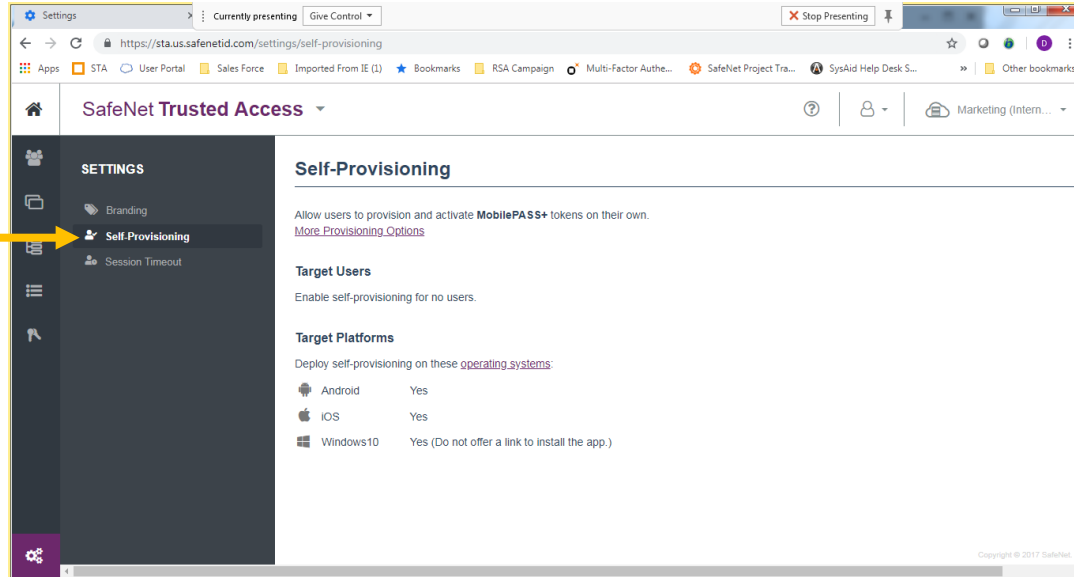 Settings
Currently presenting Give Control
Stop Presenting
https://sta.us.safenetid.com/settings/self-provisioning
D
Apps STA User Portal Sales Force Imported From IE (1) Bookmarks RSA Campaign Multi-Factor Authe... SafeNet Project Tra... SysAid Help Desk S... » Other bookmarks
SafeNet Trusted Access
Marketing (Intern...
SETTINGS
Branding
Self-Provisioning
Session Timeout
Self-Provisioning
Allow users to provision and activate MobilePASS+ tokens on their own.
More Provisioning Options
Target Users
Enable self-provisioning for no users.
Target Platforms
Deploy self-provisioning on these operating systems:
Android Yes
iOS Yes
Windows10 Yes (Do not offer a link to install the app.)
Copyright © 2017 SafeNet.